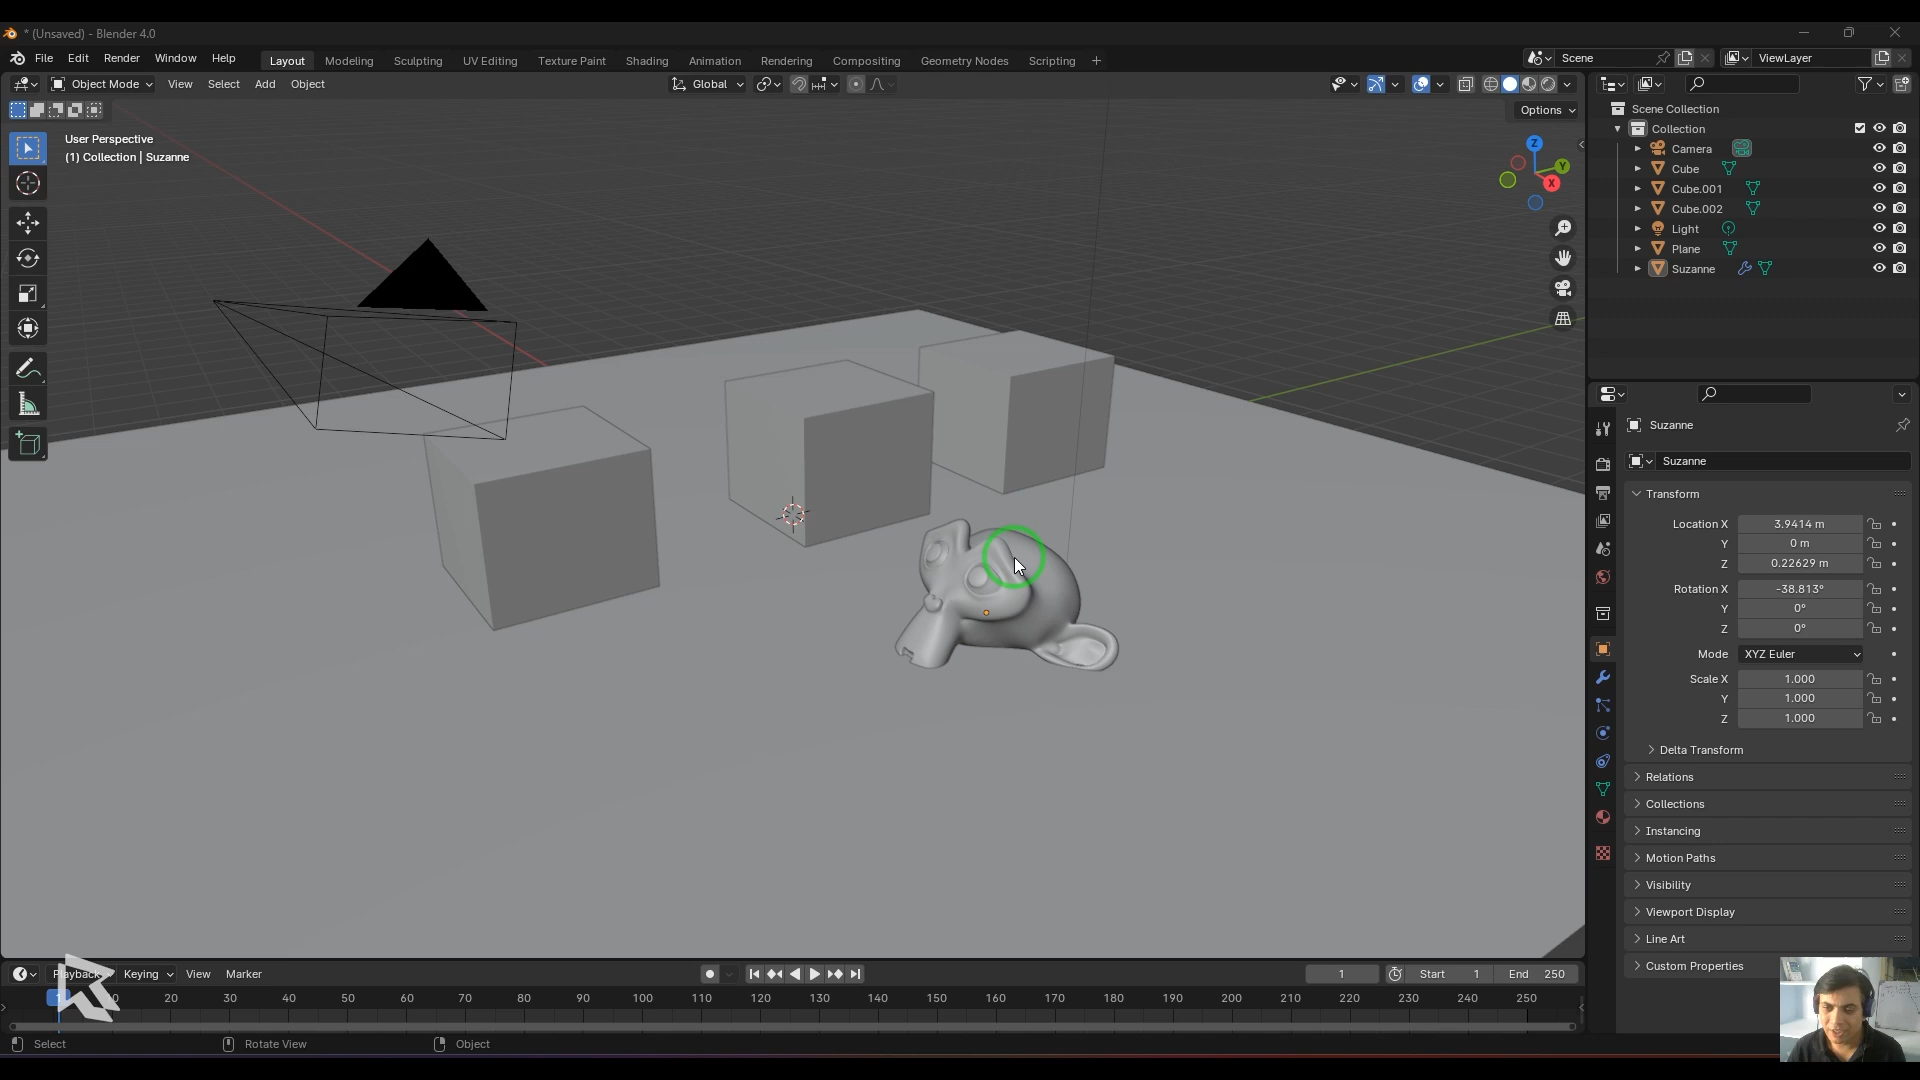 * (Unsaved) - Blender 4.0
File Edit Render Window Help
Layout Modeling Sculpting UV Editing Texture Paint Shading Animation Rendering Compositing Geometry Nodes Scripting +
Scene
ViewLayer
Object Mode View Select Add Object
Global
Options
User Perspective
(1) Collection | Suzanne
Z
Y
X
Scene Collection
Collection
Camera
Cube
Cube.001
Cube.002
Light
Plane
Suzanne
Suzanne
Suzanne
Transform
Location X 3.9414 m
Y 0 m
Z 0.22629 m
Rotation X -38.813°
Y 0°
Z 0°
Mode XYZ Euler
Scale X 1.000
Y 1.000
Z 1.000
Delta Transform
Relations
Collections
Instancing
Motion Paths
Visibility
Viewport Display
Line Art
Custom Properties
Playback Keying View Marker
1 Start 1 End 250
20 30 40 50 60 70 80 90 100 110 120 130 140 150 160 170 180 190 200 210 220 230 240 250
Select Rotate View Object